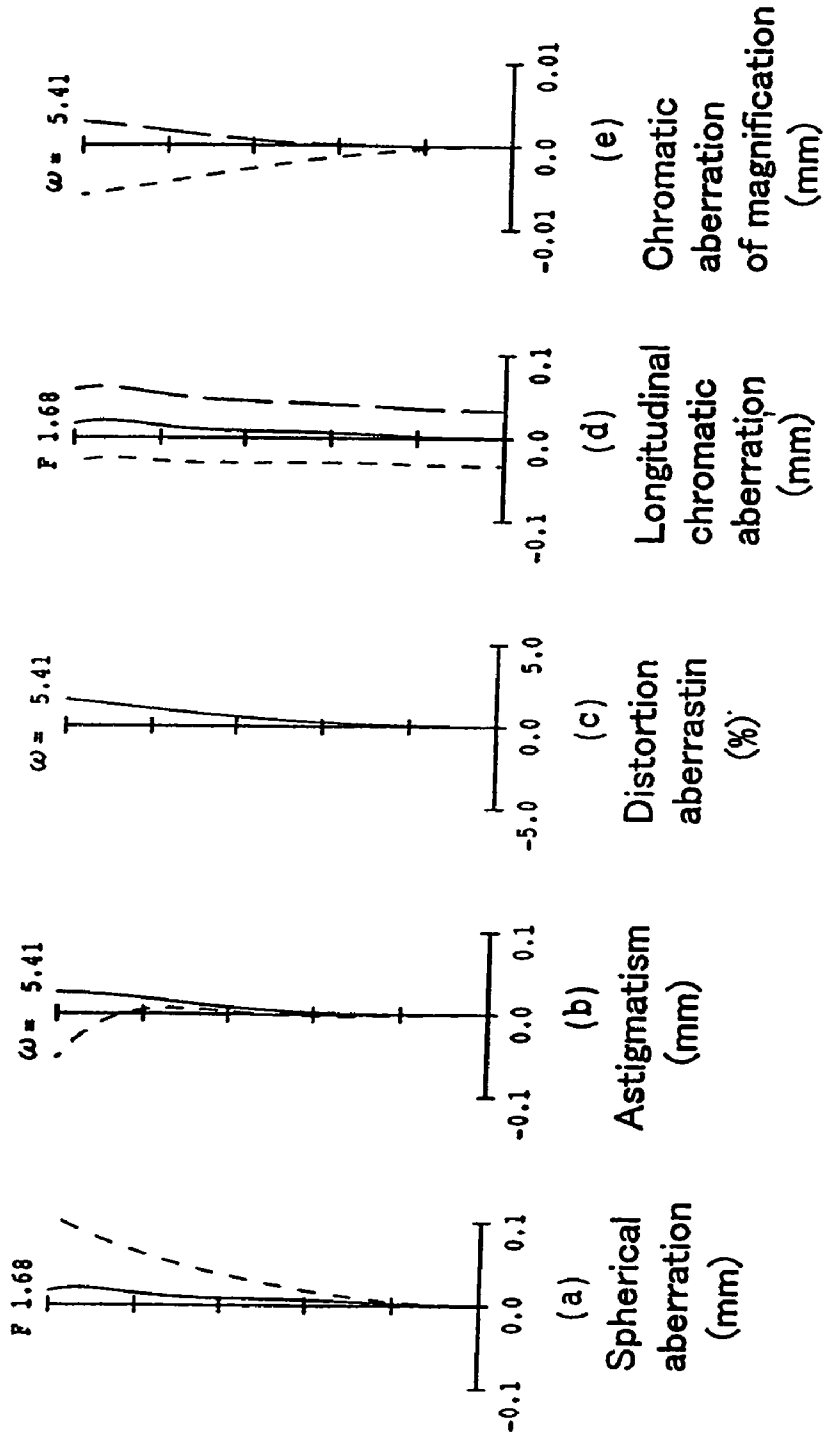 F 1.68
-0.1 0.0 0.1
(a)
Spherical
aberration
(mm)
ω= 5.41
-0.1 0.0 0.1
(b)
Astigmatism
(mm)
ω= 5.41
-5.0 0.0 5.0
(c)
Distortion
aberrastin
(%)
F 1.68
-0.1 0.0 0.1
(d)
Longitudinal
chromatic
aberration
(mm)
ω= 5.41
-0.01 0.0 0.01
(e)
Chromatic
aberration
of magnification
(mm)